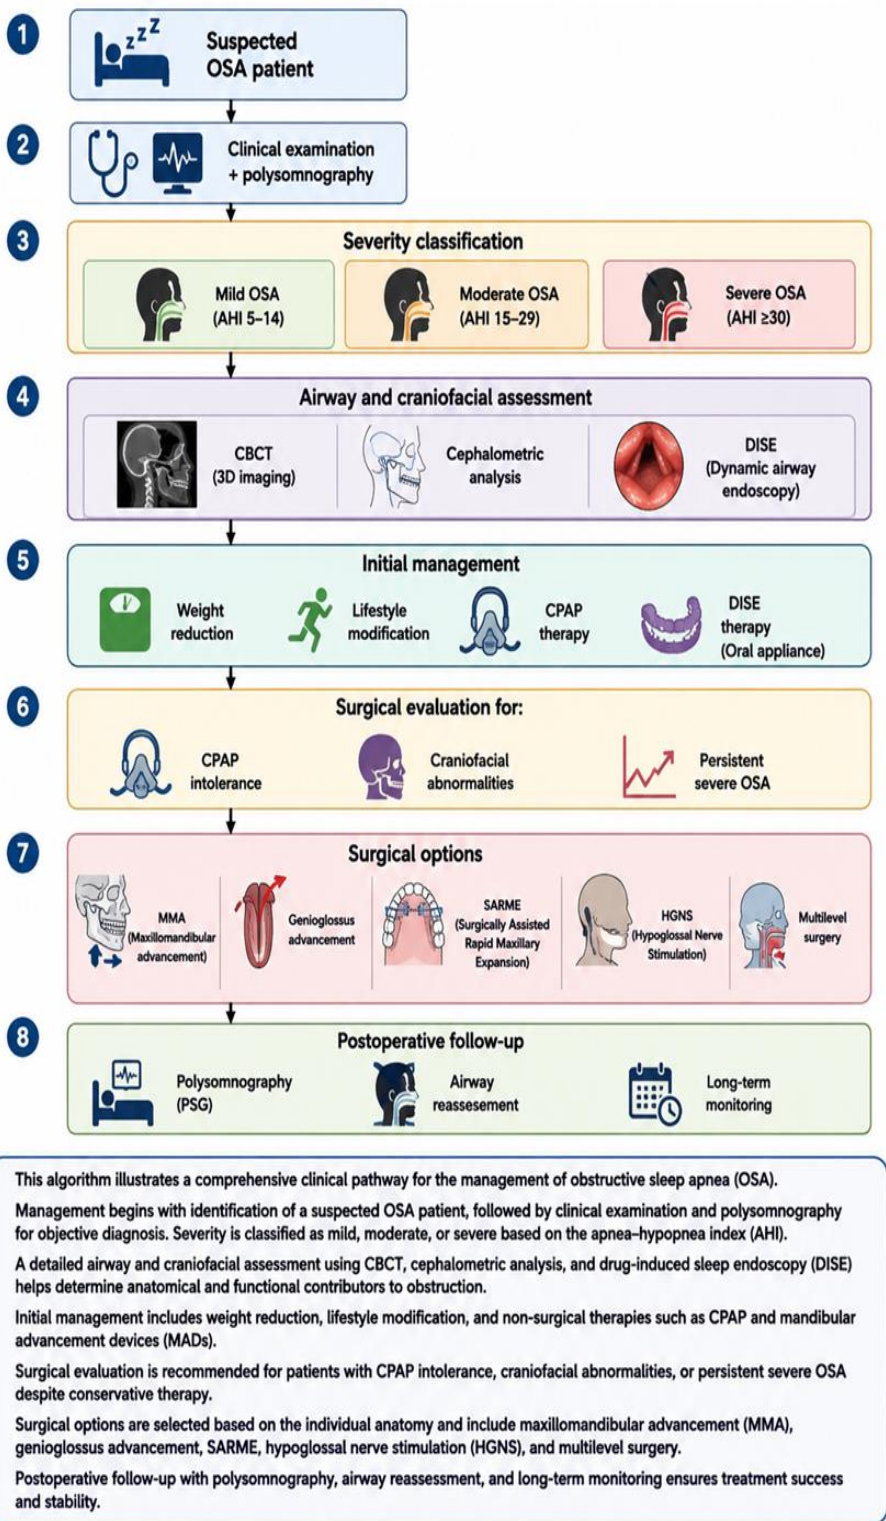 1
zzz
Suspected
OSA patient
2
Clinical examination
+ polysomnography
3
Severity classification
Mild OSA
(AHI 5–14)
Moderate OSA
(AHI 15–29)
Severe OSA
(AHI ≥30)
4
Airway and craniofacial assessment
CBCT
(3D imaging)
Cephalometric
analysis
DISE
(Dynamic airway
endoscopy)
5
Initial management
Weight
reduction
Lifestyle
modification
CPAP
therapy
DISE
therapy
(Oral appliance)
6
Surgical evaluation for:
CPAP
intolerance
Craniofacial
abnormalities
Persistent
severe OSA
7
Surgical options
MMA
(Maxillomandibular
advancement)
Genioglossus
advancement
SARME
(Surgically Assisted
Rapid Maxillary
Expansion)
HGNS
(Hypoglossal Nerve
Stimulation)
Multilevel
surgery
8
Postoperative follow-up
Polysomnography
(PSG)
Airway
reassesement
Long-term
monitoring
This algorithm illustrates a comprehensive clinical pathway for the management of obstructive sleep apnea (OSA).
Management begins with identification of a suspected OSA patient, followed by clinical examination and polysomnography
for objective diagnosis. Severity is classified as mild, moderate, or severe based on the apnea–hypopnea index (AHI).
A detailed airway and craniofacial assessment using CBCT, cephalometric analysis, and drug-induced sleep endoscopy (DISE)
helps determine anatomical and functional contributors to obstruction.
Initial management includes weight reduction, lifestyle modification, and non-surgical therapies such as CPAP and mandibular
advancement devices (MADs).
Surgical evaluation is recommended for patients with CPAP intolerance, craniofacial abnormalities, or persistent severe OSA
despite conservative therapy.
Surgical options are selected based on the individual anatomy and include maxillomandibular advancement (MMA),
genioglossus advancement, SARME, hypoglossal nerve stimulation (HGNS), and multilevel surgery.
Postoperative follow-up with polysomnography, airway reassessment, and long-term monitoring ensures treatment success
and stability.